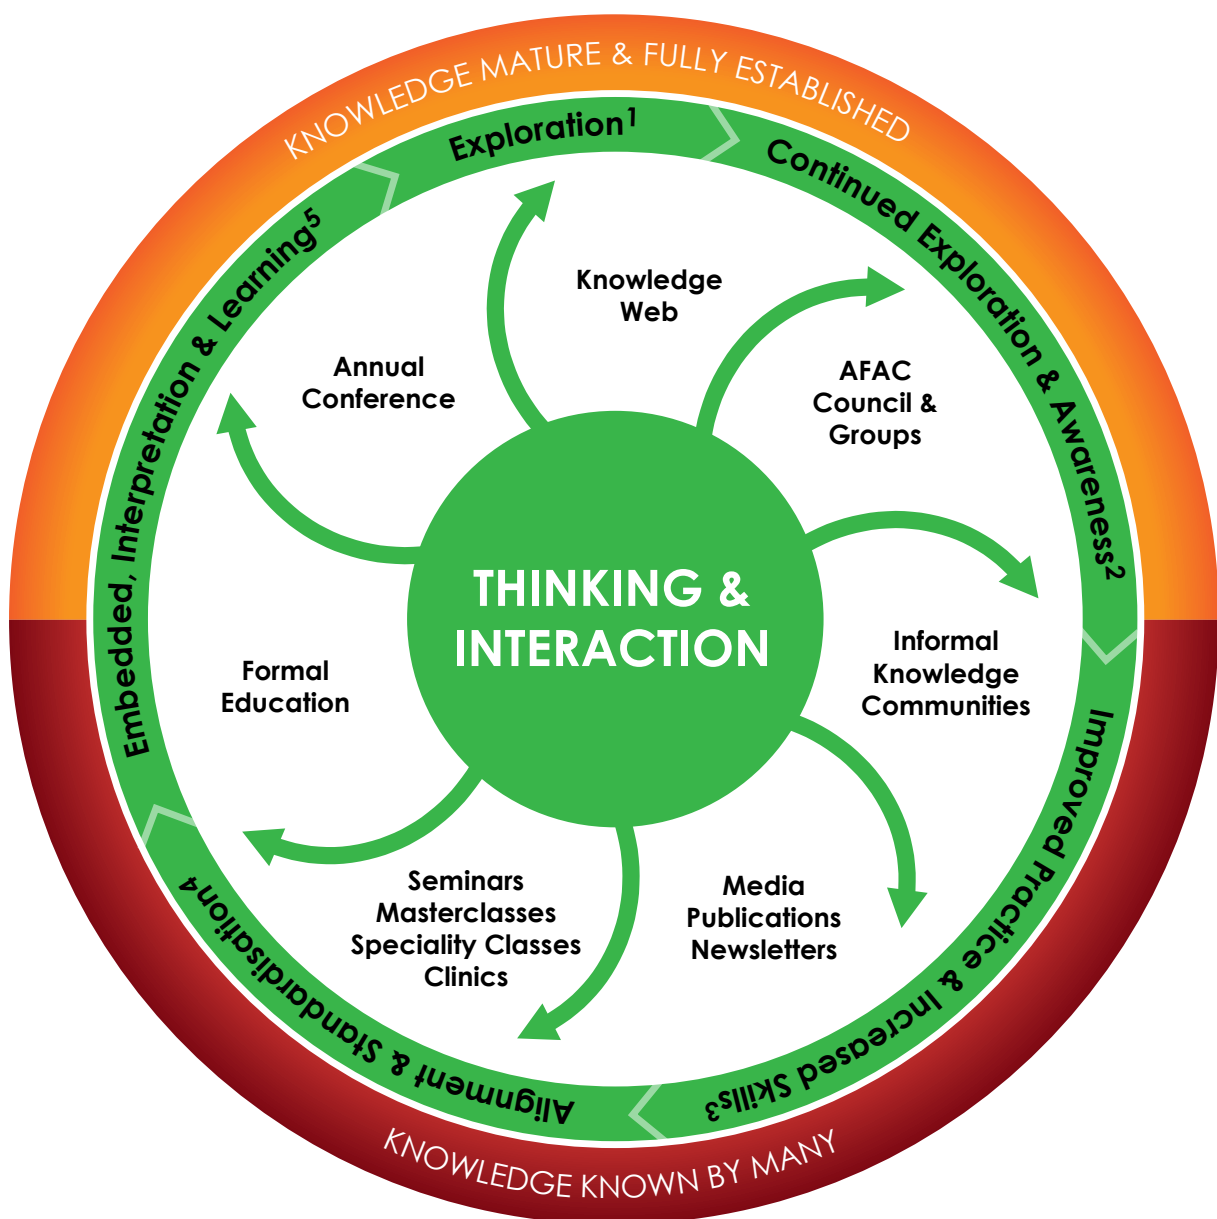 KNOWLEDGE MATURE & FULLY ESTABLISHED
Exploration¹
Continued Exploration & Awareness²
Improved Practice & Increased Skills³
Alignment & Standardisation⁴
Embedded, Interpretation & Learning⁵
Knowledge
Web
AFAC
Council &
Groups
Informal
Knowledge
Communities
Media
Publications
Newsletters
Seminars
Masterclasses
Speciality Classes
Clinics
Formal
Education
Annual
Conference
THINKING &
INTERACTION
KNOWLEDGE KNOWN BY MANY